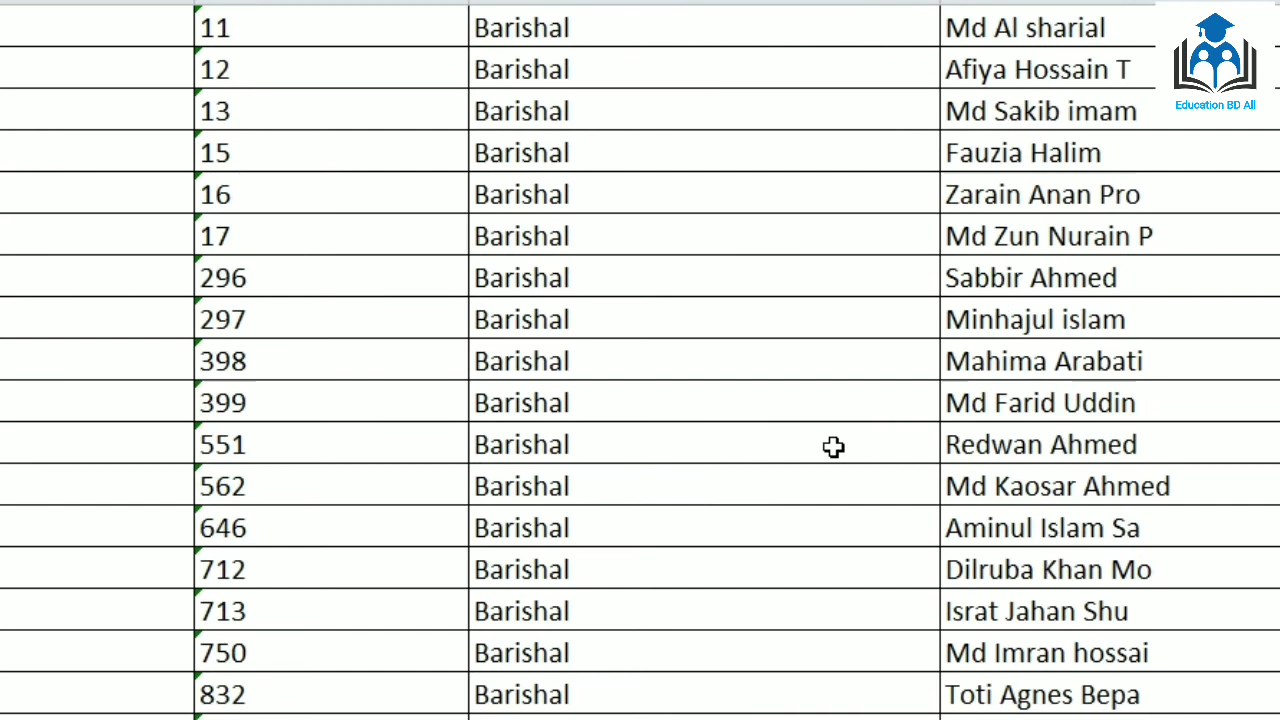 11 Barishal Md Al sharial
12 Barishal Afiya Hossain T
13 Barishal Md Sakib imam
15 Barishal Fauzia Halim
16 Barishal Zarain Anan Pro
17 Barishal Md Zun Nurain P
296 Barishal Sabbir Ahmed
297 Barishal Minhajul islam
398 Barishal Mahima Arabati
399 Barishal Md Farid Uddin
551 Barishal Redwan Ahmed
562 Barishal Md Kaosar Ahmed
646 Barishal Aminul Islam Sa
712 Barishal Dilruba Khan Mo
713 Barishal Israt Jahan Shu
750 Barishal Md Imran hossai
832 Barishal Toti Agnes Bepa
Education BD All